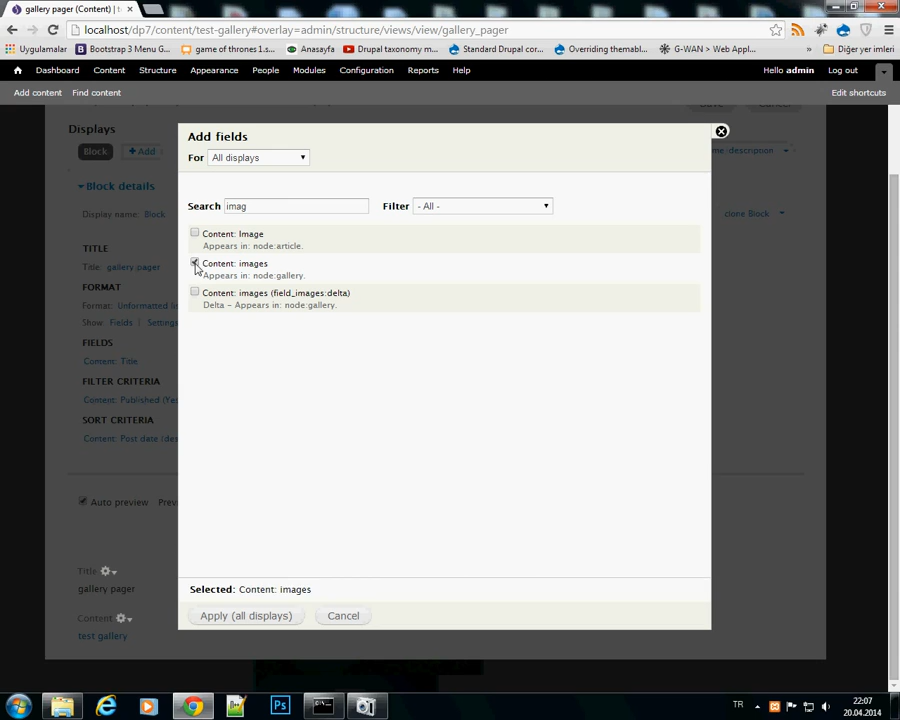 gallery pager (Content) | t
localhost/dp7/content/test-gallery#overlay=admin/structure/views/view/gallery_pager
Uygulamalar
Bootstrap 3 Menu G...
game of thrones 1.s...
Anasayfa
Drupal taxonomy m...
Standard Drupal cor...
Overriding themabl...
G-WAN > Web Appl...
»
Diğer yer imleri
Dashboard
Content
Structure
Appearance
People
Modules
Configuration
Reports
Help
Hello admin
Log out
Add content
Find content
Edit shortcuts
Displays
Block
Add
Block details
Display name: Block
clone Block
TITLE
Title: gallery pager
FORMAT
Format: Unformatted lis
Show: Fields | Settings
FIELDS
Content: Title
FILTER CRITERIA
Content: Published (Yes
SORT CRITERIA
Content: Post date (des
Auto preview
Prev
Title
gallery pager
Content
test gallery
Add fields
For All displays
Search imag
Filter - All -
Content: Image
Appears in: node:article.
Content: images
Appears in: node:gallery.
Content: images (field_images:delta)
Delta - Appears in: node:gallery.
Selected: Content: images
Apply (all displays)
Cancel
Ps
TR
22:07
20.04.2014